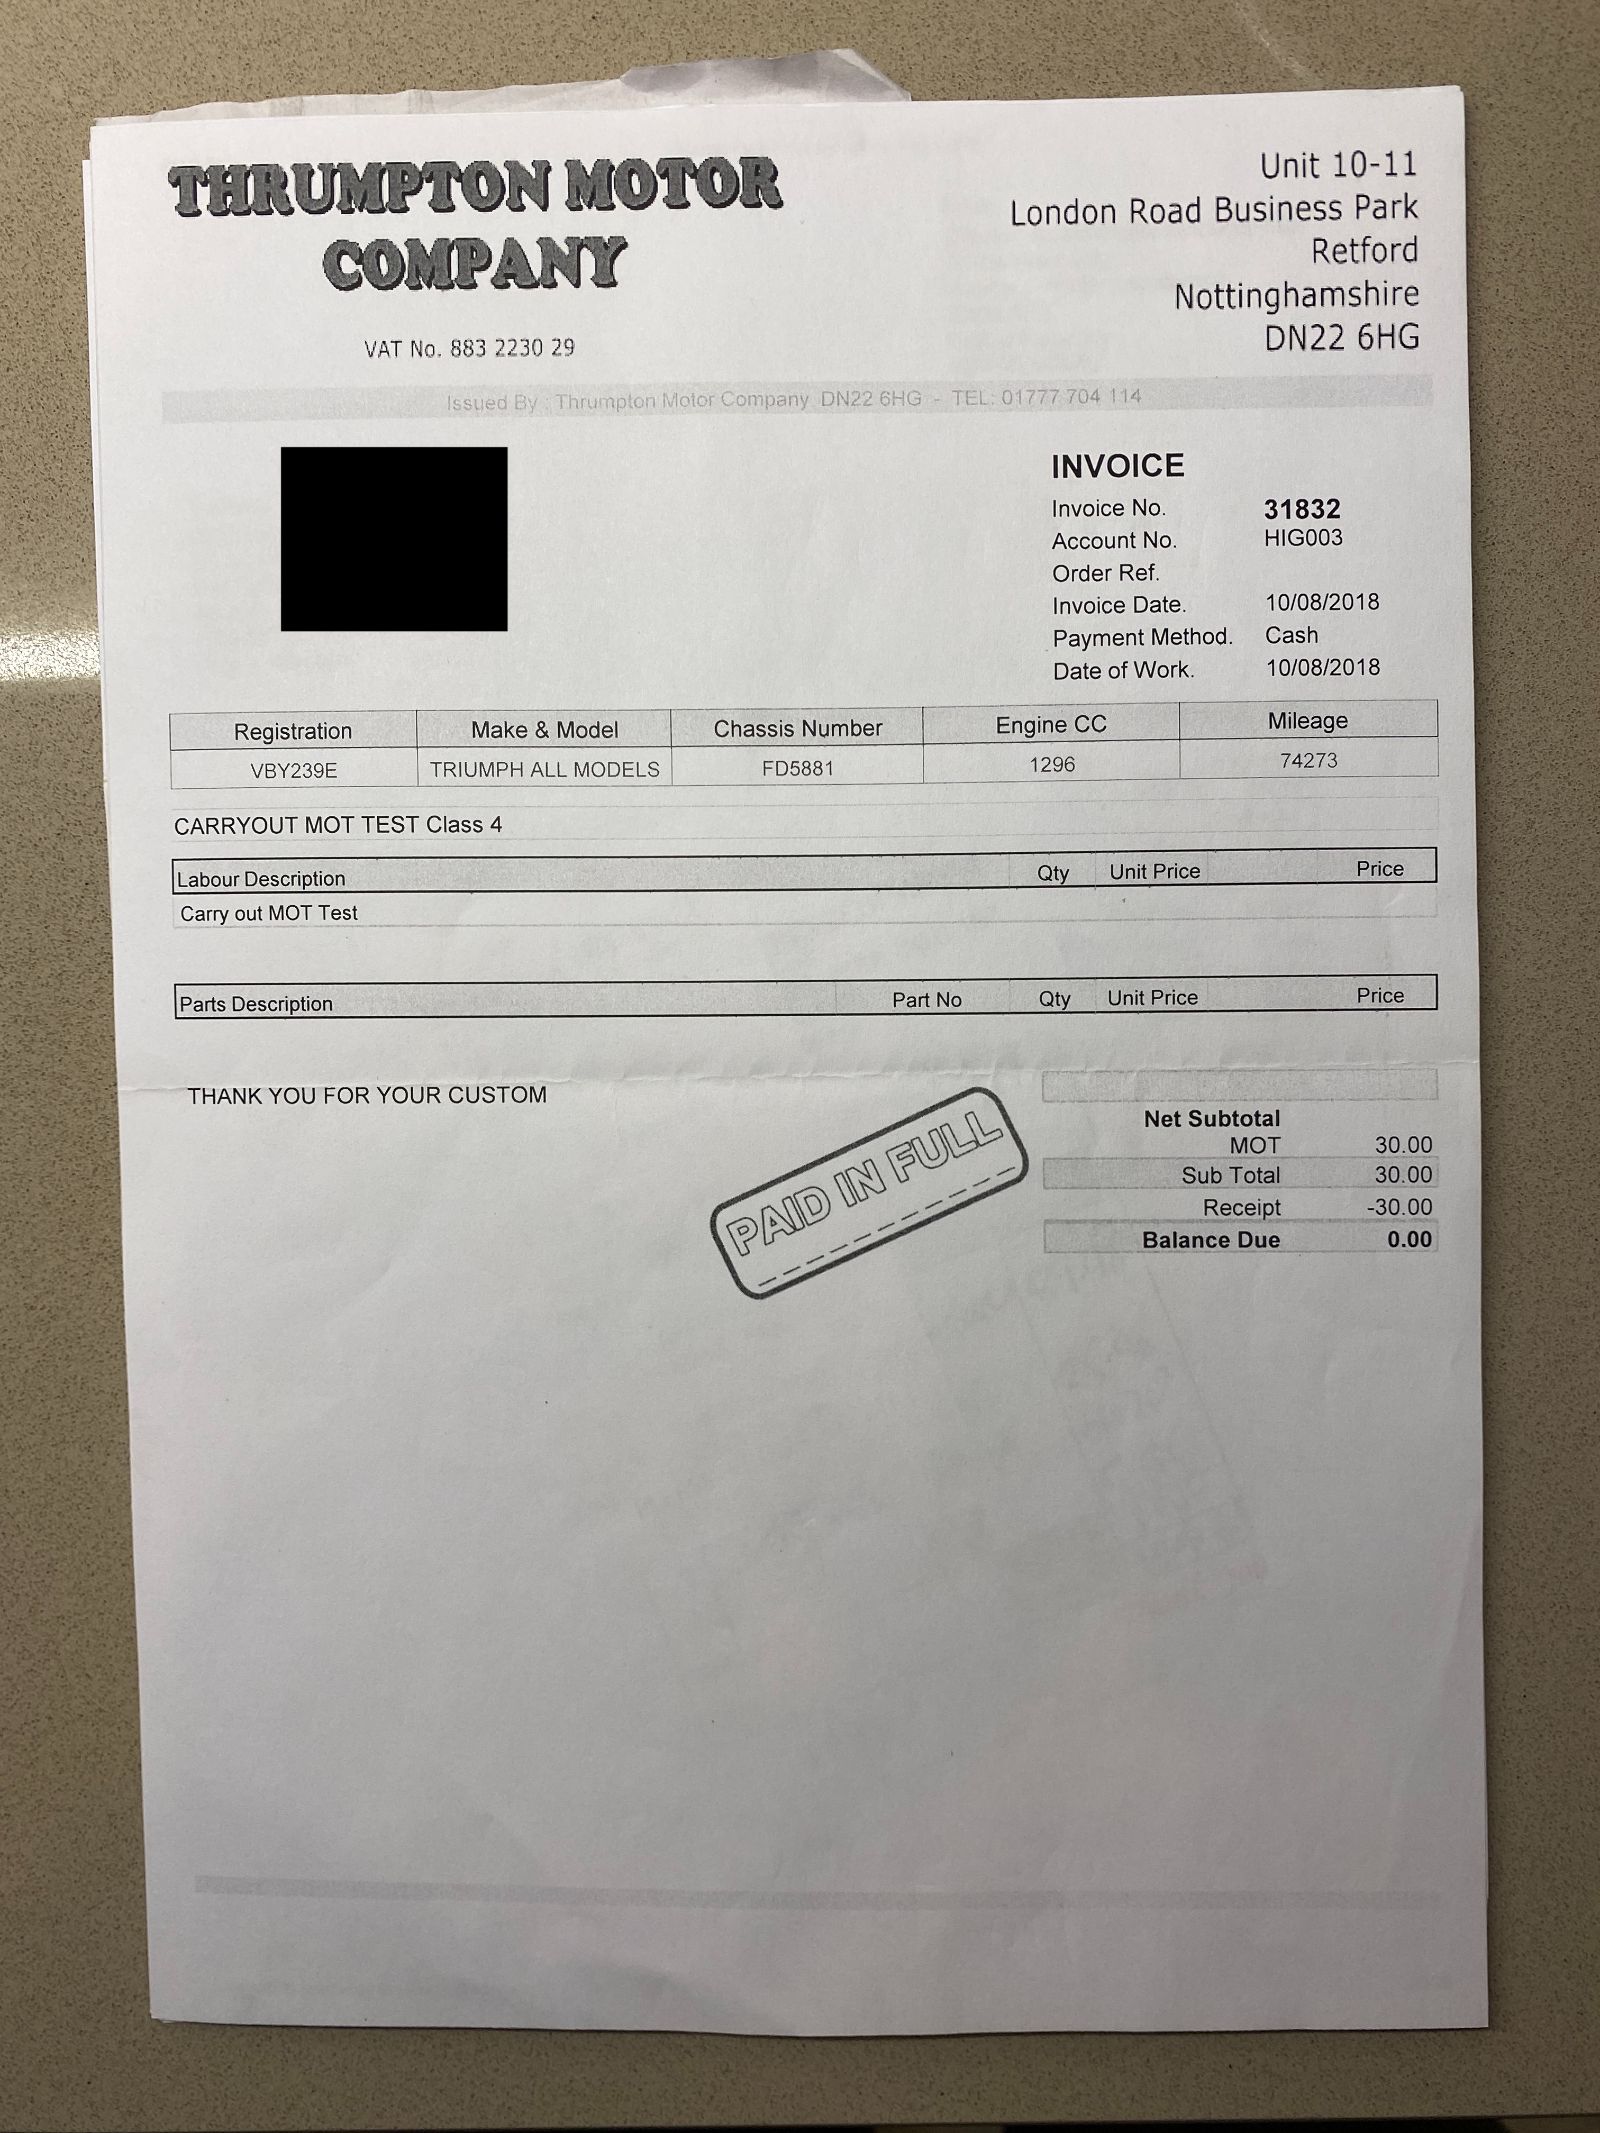 THRUMPTON MOTOR
COMPANY
VAT No. 883 2230 29
Unit 10-11
London Road Business Park
Retford
Nottinghamshire
DN22 6HG
Issued By : Thrumpton Motor Company DN22 6HG - TEL: 01777 704 114
INVOICE
Invoice No. 31832
Account No. HIG003
Order Ref.
Invoice Date. 10/08/2018
Payment Method. Cash
Date of Work. 10/08/2018
Registration Make & Model Chassis Number Engine CC Mileage
VBY239E TRIUMPH ALL MODELS FD5881 1296 74273
CARRYOUT MOT TEST Class 4
Labour Description Qty Unit Price Price
Carry out MOT Test
Parts Description Part No Qty Unit Price Price
THANK YOU FOR YOUR CUSTOM
PAID IN FULL
Net Subtotal
MOT 30.00
Sub Total 30.00
Receipt -30.00
Balance Due 0.00